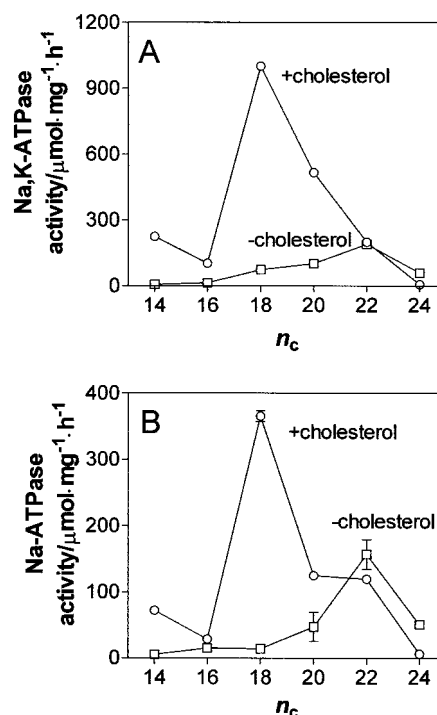 A
Na,K-ATPase
activity/μmol·mg⁻¹·h⁻¹
1200
900
600
300
0
+cholesterol
-cholesterol
14 16 18 20 22 24
n_c
B
Na-ATPase
activity/μmol·mg⁻¹·h⁻¹
400
300
200
100
0
+cholesterol
-cholesterol
14 16 18 20 22 24
n_c